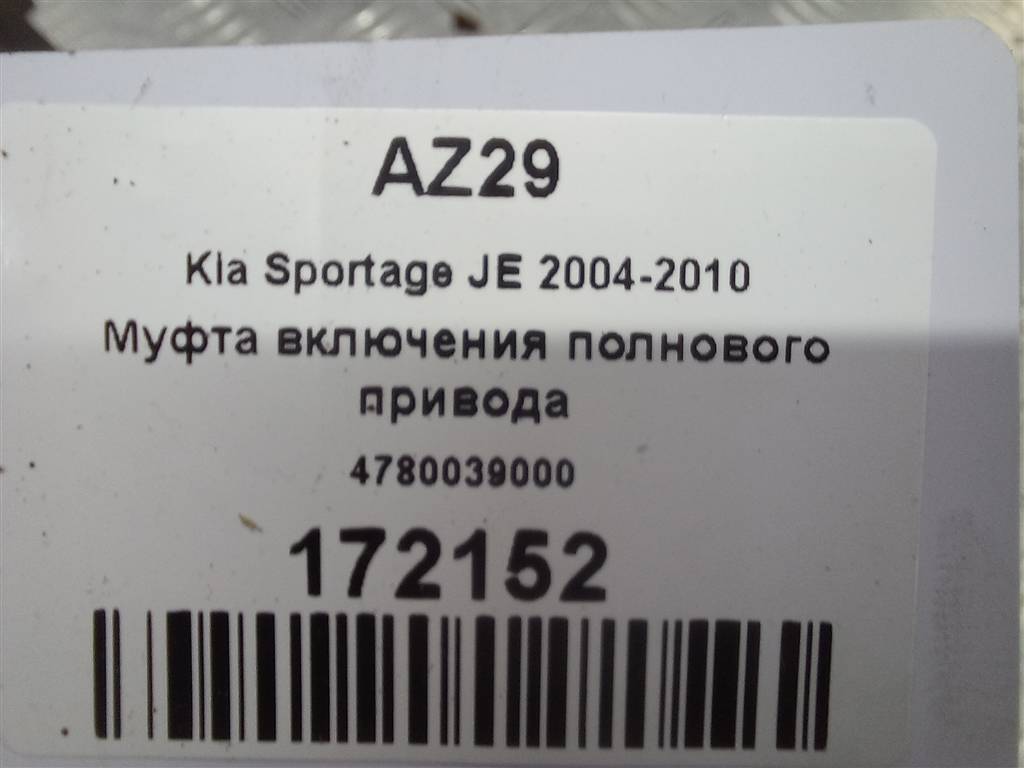 AZ29
Kia Sportage JE 2004-2010
Муфта включения полнового
привода
4780039000
172152